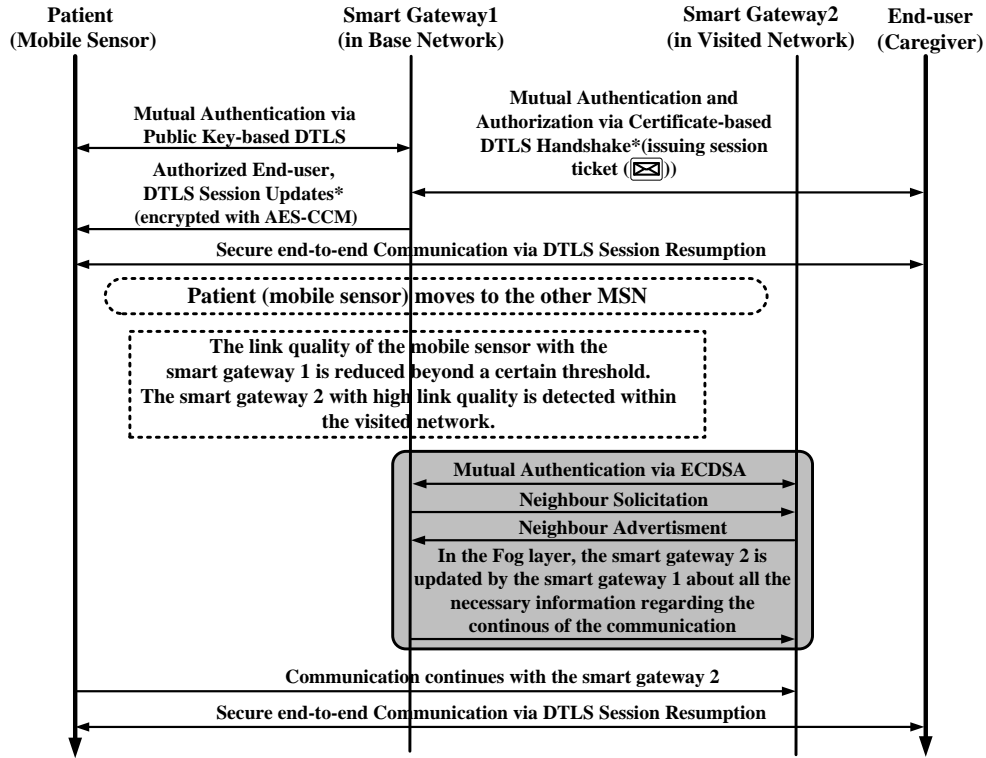 Patient
(Mobile Sensor)
Smart Gateway1
(in Base Network)
Smart Gateway2
(in Visited Network)
End-user
(Caregiver)
Mutual Authentication via
Public Key-based DTLS
Mutual Authentication and
Authorization via Certificate-based
DTLS Handshake*(issuing session
ticket (✉))
Authorized End-user,
DTLS Session Updates*
(encrypted with AES-CCM)
Secure end-to-end Communication via DTLS Session Resumption
Patient (mobile sensor) moves to the other MSN
The link quality of the mobile sensor with the
smart gateway 1 is reduced beyond a certain threshold.
The smart gateway 2 with high link quality is detected within
the visited network.
Mutual Authentication via ECDSA
Neighbour Solicitation
Neighbour Advertisment
In the Fog layer, the smart gateway 2 is
updated by the smart gateway 1 about all the
necessary information regarding the
continous of the communication
Communication continues with the smart gateway 2
Secure end-to-end Communication via DTLS Session Resumption